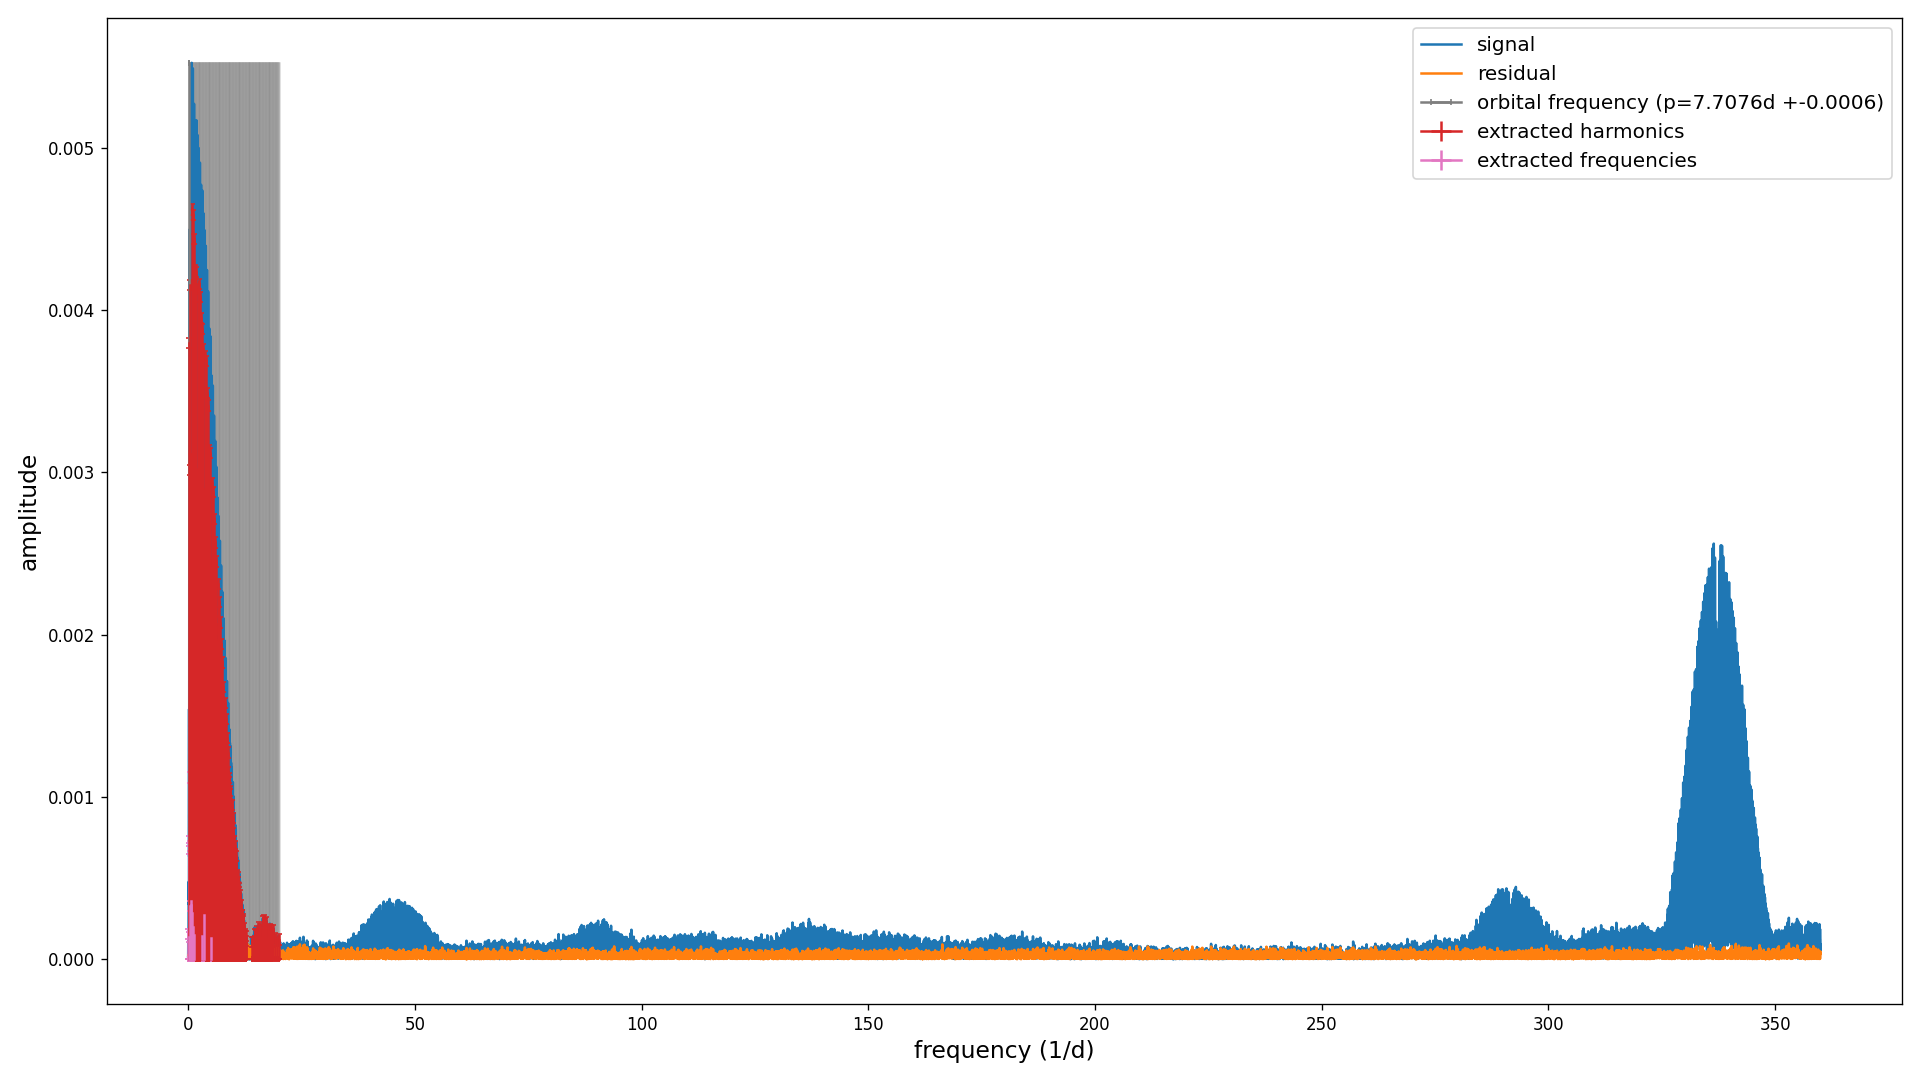 signal
residual
orbital frequency (p=7.7076d +-0.0006)
extracted harmonics
extracted frequencies
amplitude
0.005
0.004
0.003
0.002
0.001
0.000
0 50 100 150 200 250 300 350
frequency (1/d)